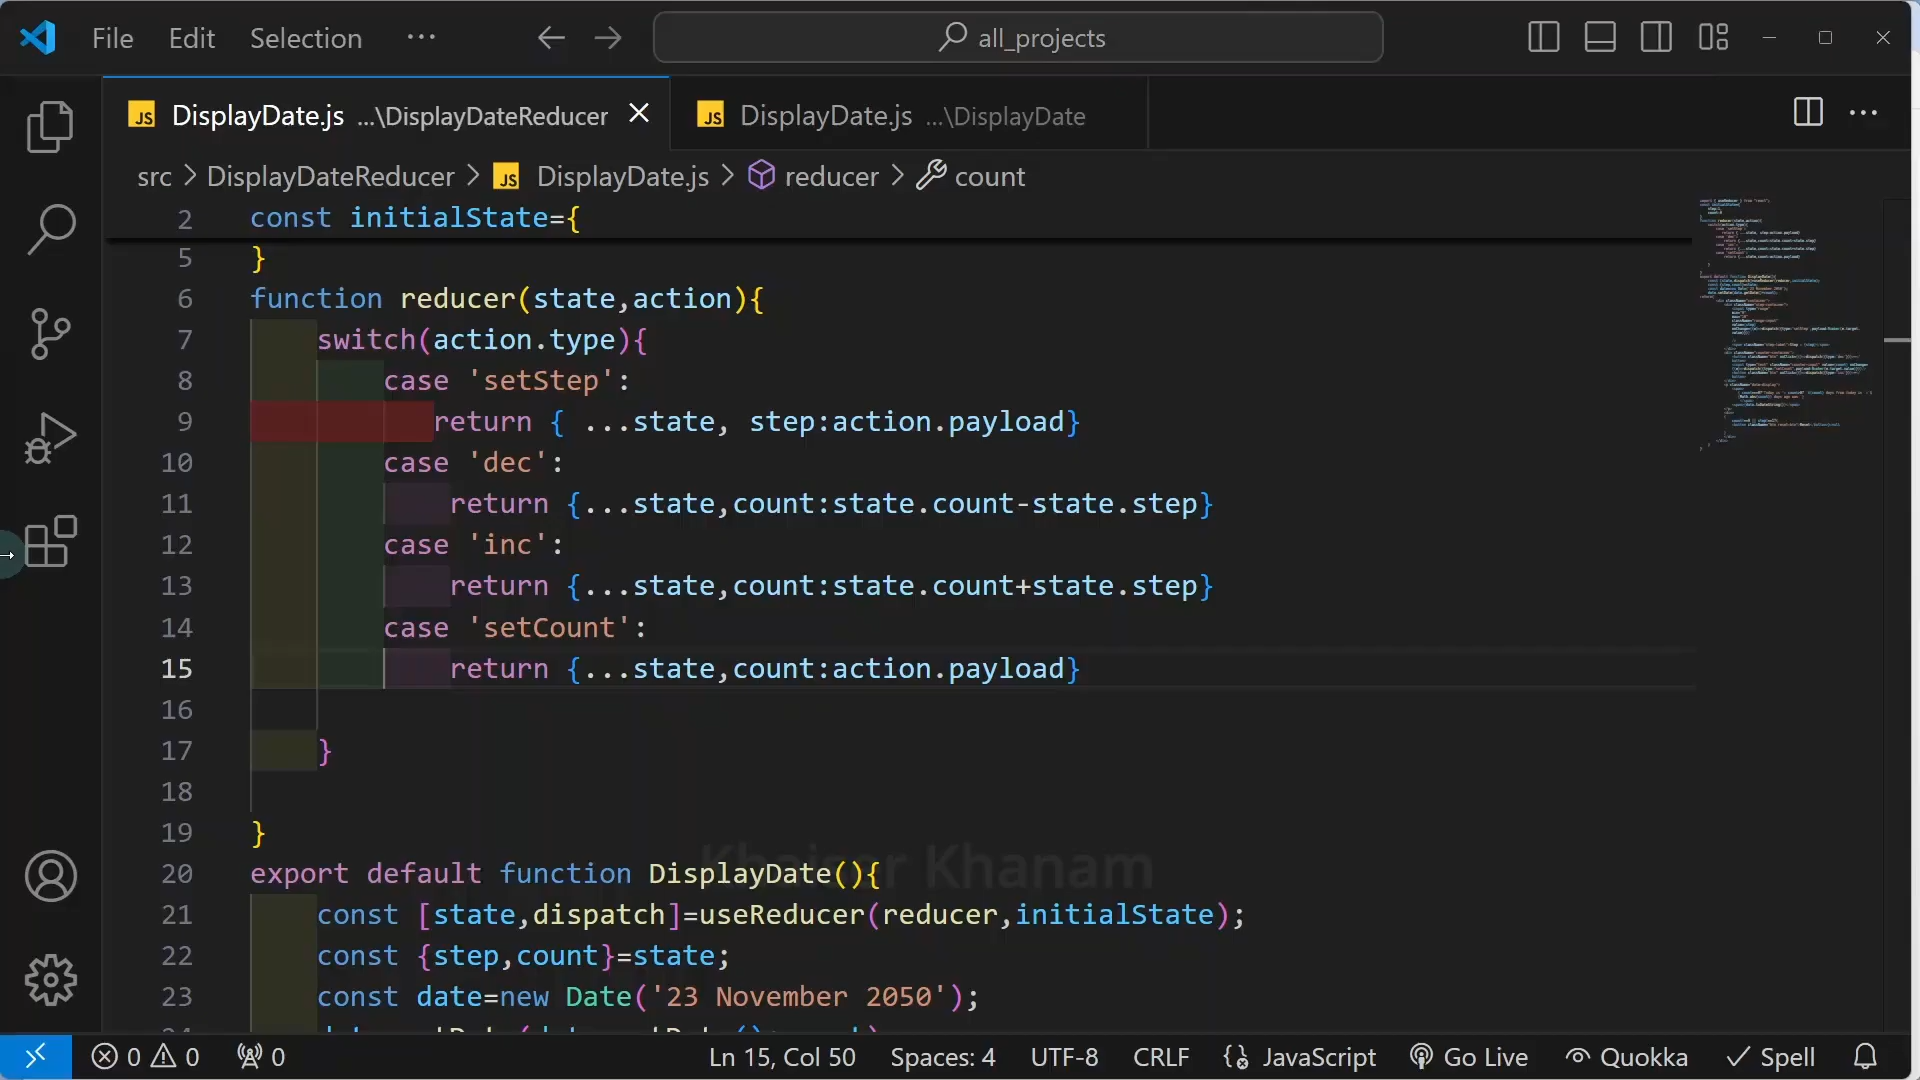 File Edit Selection ··· all_projects
DisplayDate.js ...\DisplayDateReducer DisplayDate.js ...\DisplayDate
src > DisplayDateReducer > JS DisplayDate.js > reducer > count
2 const initialState={
5 }
6 function reducer(state,action){
7 switch(action.type){
8 case 'setStep':
9 return { ...state, step:action.payload}
10 case 'dec':
11 return {...state,count:state.count-state.step}
12 case 'inc':
13 return {...state,count:state.count+state.step}
14 case 'setCount':
15 return {...state,count:action.payload}
16
17 }
18
19 }
Khaiser Khanam
20 export default function DisplayDate(){
21 const [state,dispatch]=useReducer(reducer,initialState);
22 const {step,count}=state;
23 const date=new Date('23 November 2050');
0 0 0 Ln 15, Col 50 Spaces: 4 UTF-8 CRLF JavaScript Go Live Quokka Spell